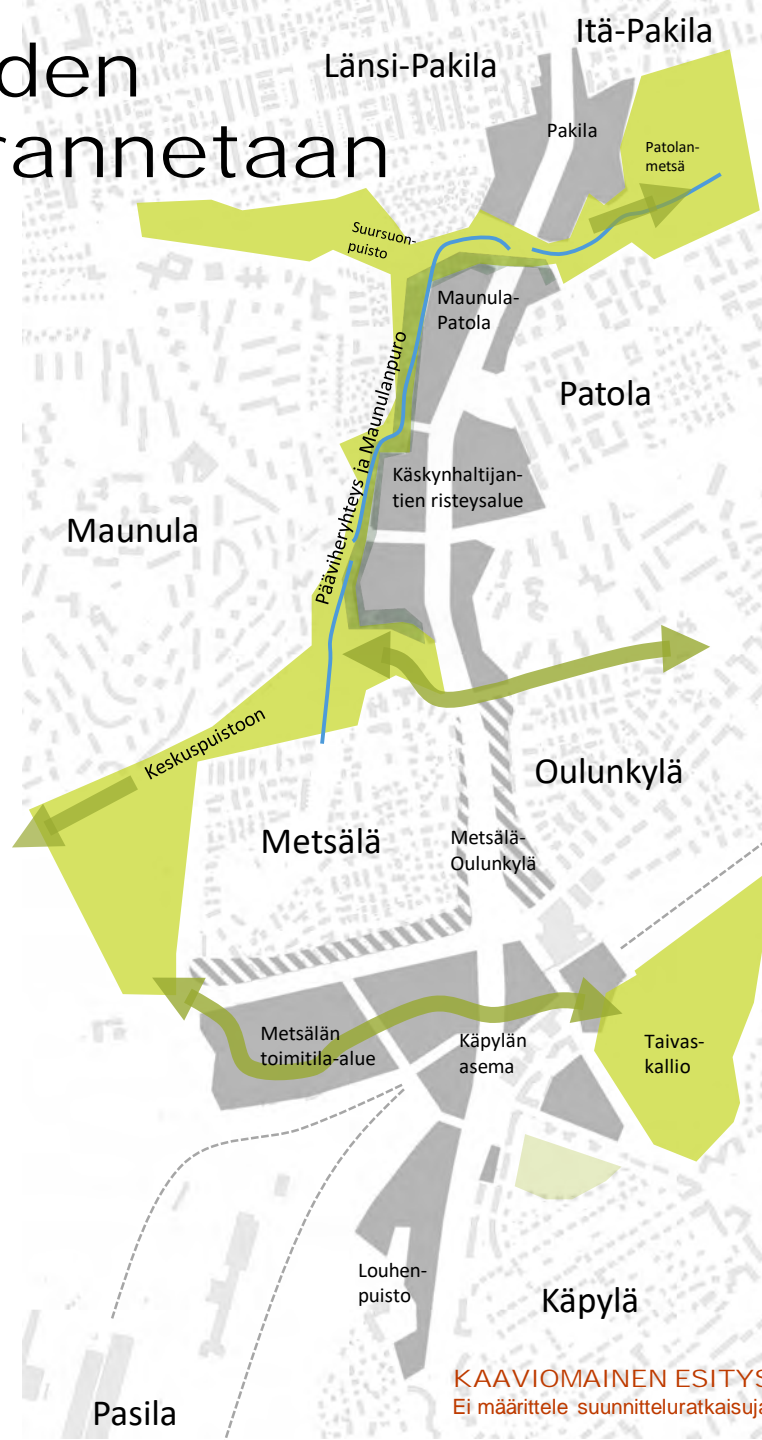 den
rannetaan
Itä-Pakila
Länsi-Pakila
Pakila
Patolan-
metsä
Suursuon-
puisto
Maunula-
Patola
Pääviheryhteys ja Maunulanpuro
Patola
Käskynhaltijan-
tien risteysalue
Maunula
Keskuspuistoon
Oulunkylä
Metsälä
Metsälä-
Oulunkylä
Metsälän
toimitila-alue
Käpylän
asema
Taivas-
kallio
Louhen-
puisto
Käpylä
KAAVIOMAINEN ESITYS
Ei määrittele suunnitteluratkaisuja
Pasila